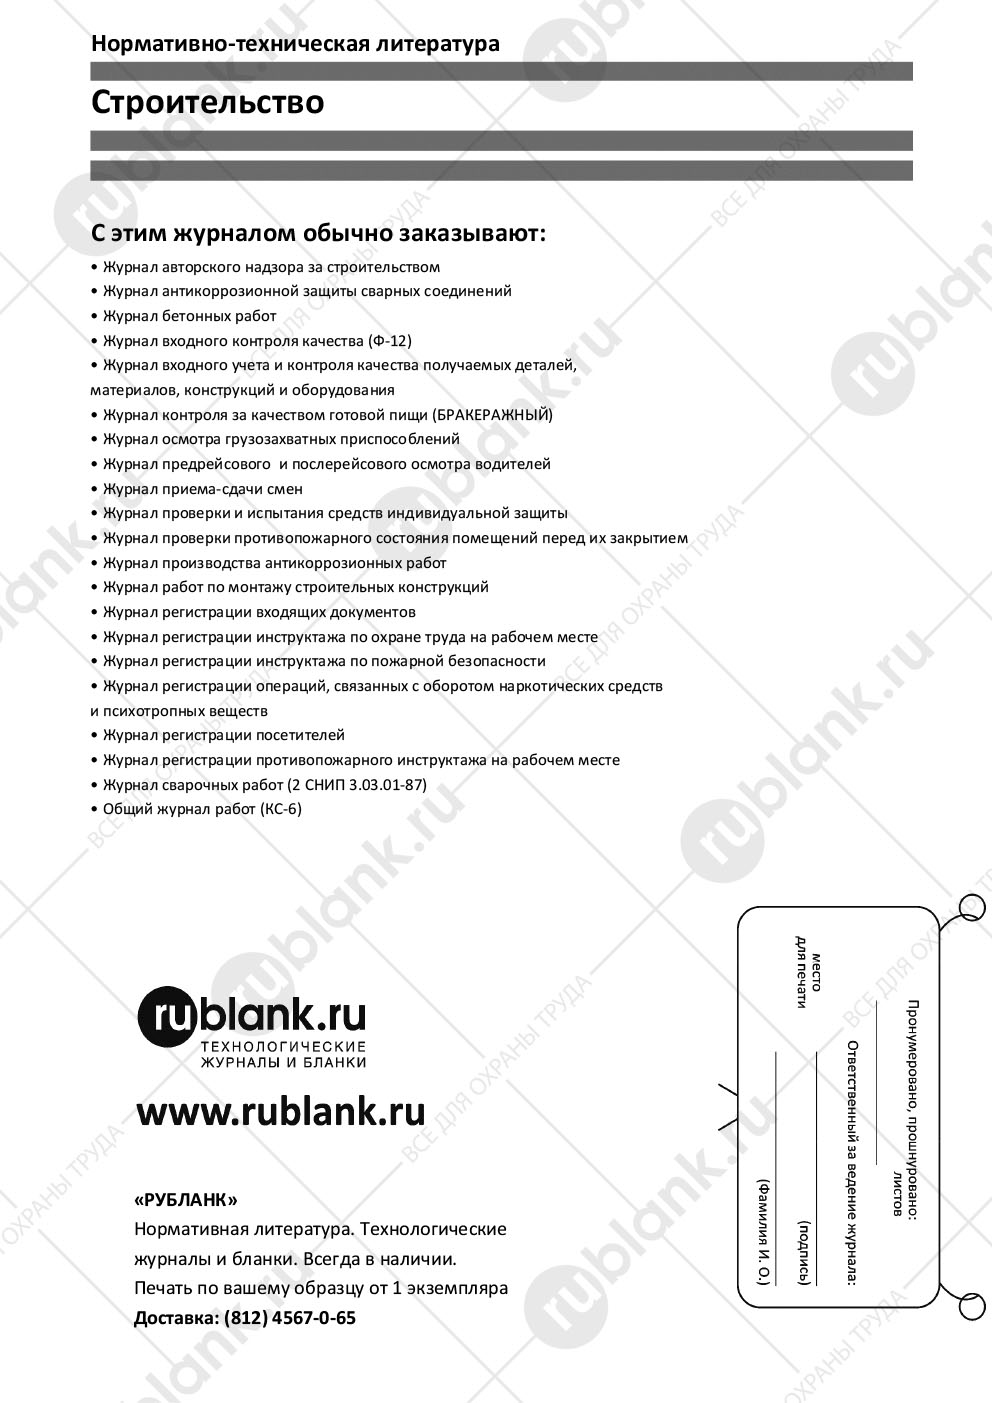 Нормативно-техническая литература
Строительство
С этим журналом обычно заказывают:
• Журнал авторского надзора за строительством
• Журнал антикоррозионной защиты сварных соединений
• Журнал бетонных работ
• Журнал входного контроля качества (Ф-12)
• Журнал входного учета и контроля качества получаемых деталей,
материалов, конструкций и оборудования
• Журнал контроля за качеством готовой пищи (БРАКЕРАЖНЫЙ)
• Журнал осмотра грузозахватных приспособлений
• Журнал предрейсового  и послерейсового осмотра водителей
• Журнал приема-сдачи смен
• Журнал проверки и испытания средств индивидуальной защиты
• Журнал проверки противопожарного состояния помещений перед их закрытием
• Журнал производства антикоррозионных работ
• Журнал работ по монтажу строительных конструкций
• Журнал регистрации входящих документов
• Журнал регистрации инструктажа по охране труда на рабочем месте
• Журнал регистрации инструктажа по пожарной безопасности
• Журнал регистрации операций, связанных с оборотом наркотических средств
и психотропных веществ
• Журнал регистрации посетителей
• Журнал регистрации противопожарного инструктажа на рабочем месте
• Журнал сварочных работ (2 СНИП 3.03.01-87)
• Общий журнал работ (КС-6)
rublank.ru
ТЕХНОЛОГИЧЕСКИЕ
ЖУРНАЛЫ И БЛАНКИ
www.rublank.ru
«РУБЛАНК»
Нормативная литература. Технологические
журналы и бланки. Всегда в наличии.
Печать по вашему образцу от 1 экземпляра
Доставка: (812) 4567-0-65
Пронумеровано, прошнуровано:
листов
Ответственный за ведение журнала:
место
для печати
(подпись)
(Фамилия И. О.)
rublank.ru
ВСЕ ДЛЯ ОХРАНЫ ТРУДА